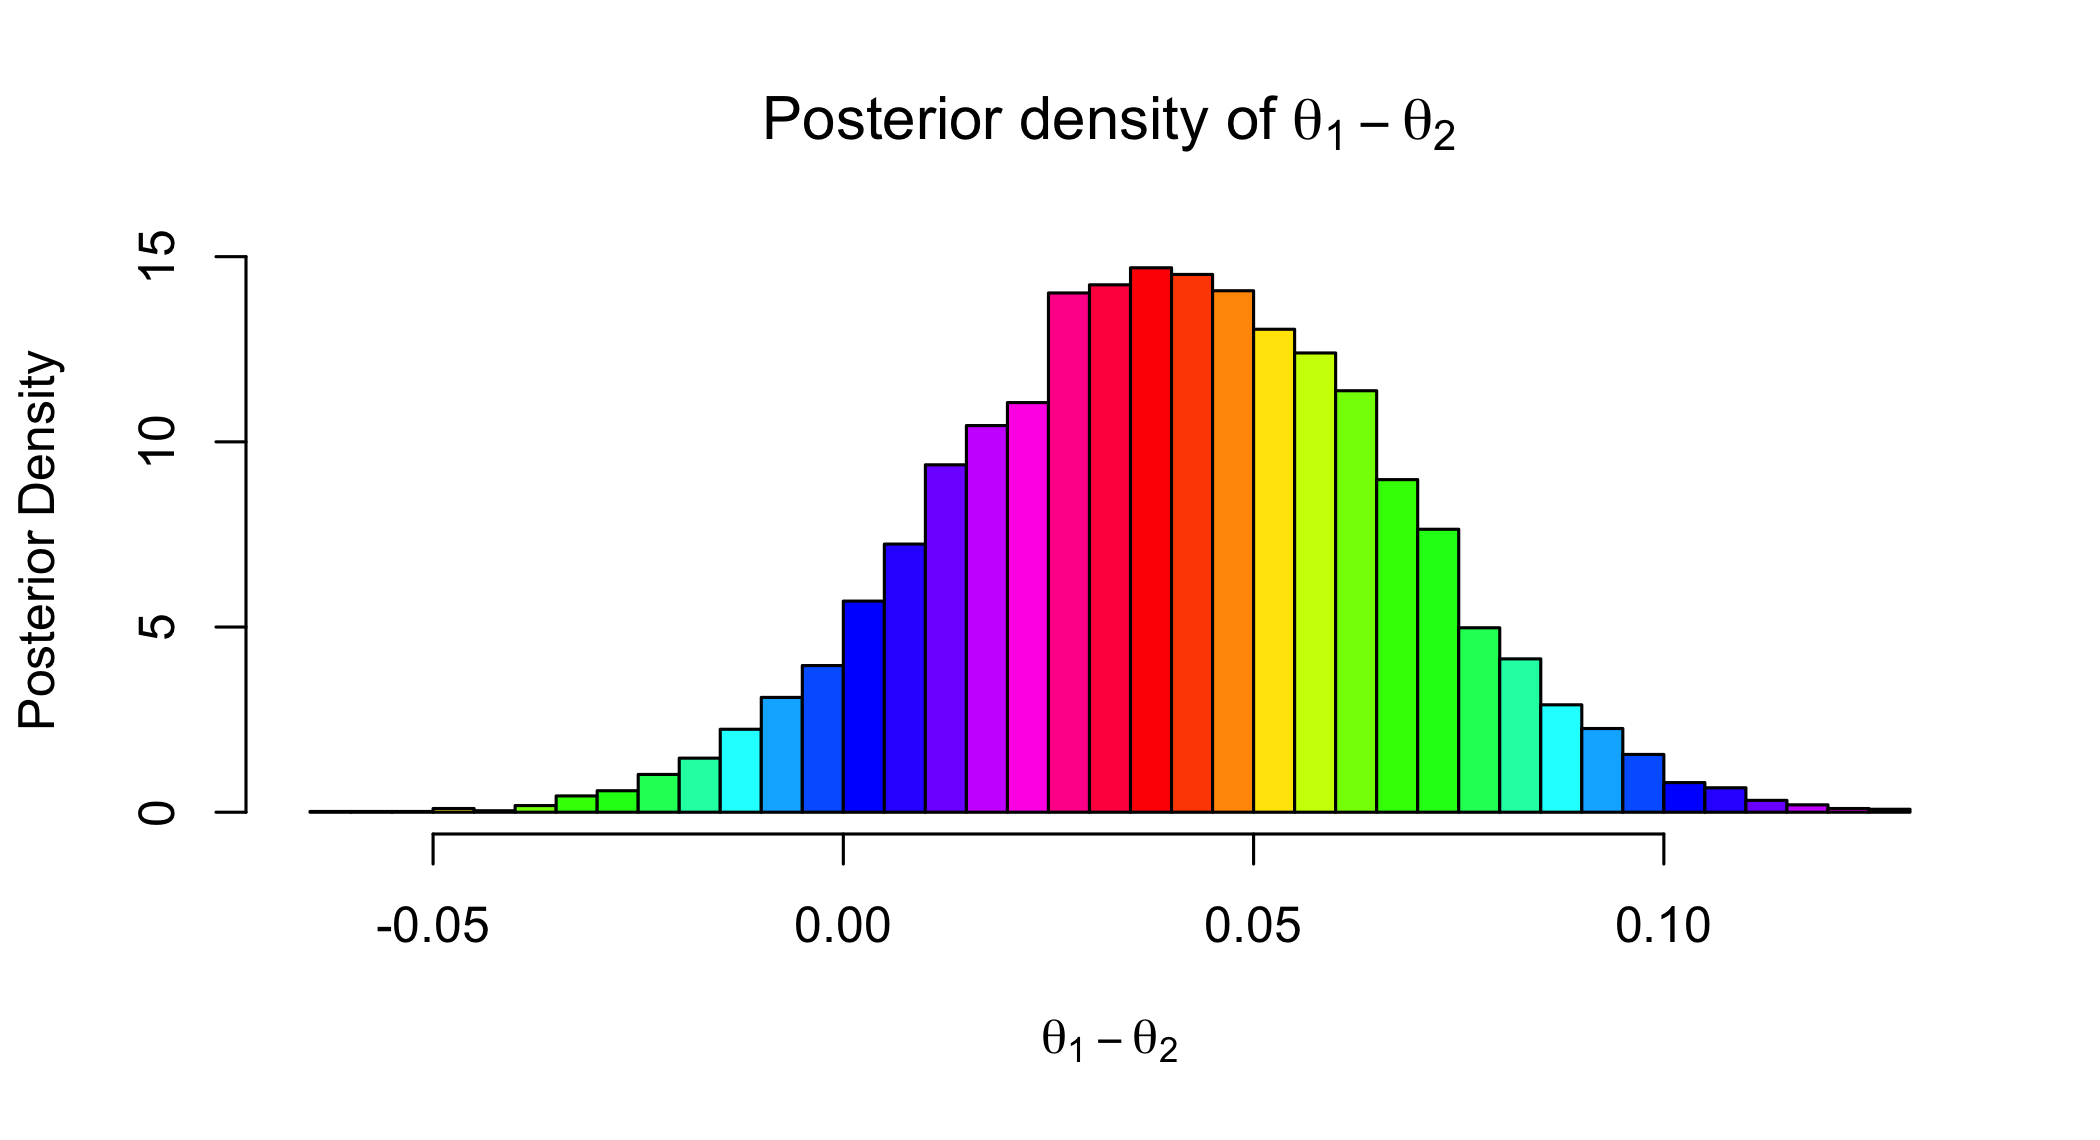 Posterior density of θ₁ – θ₂
Posterior Density
15
10
5
0
-0.05 0.00 0.05 0.10
θ₁ – θ₂